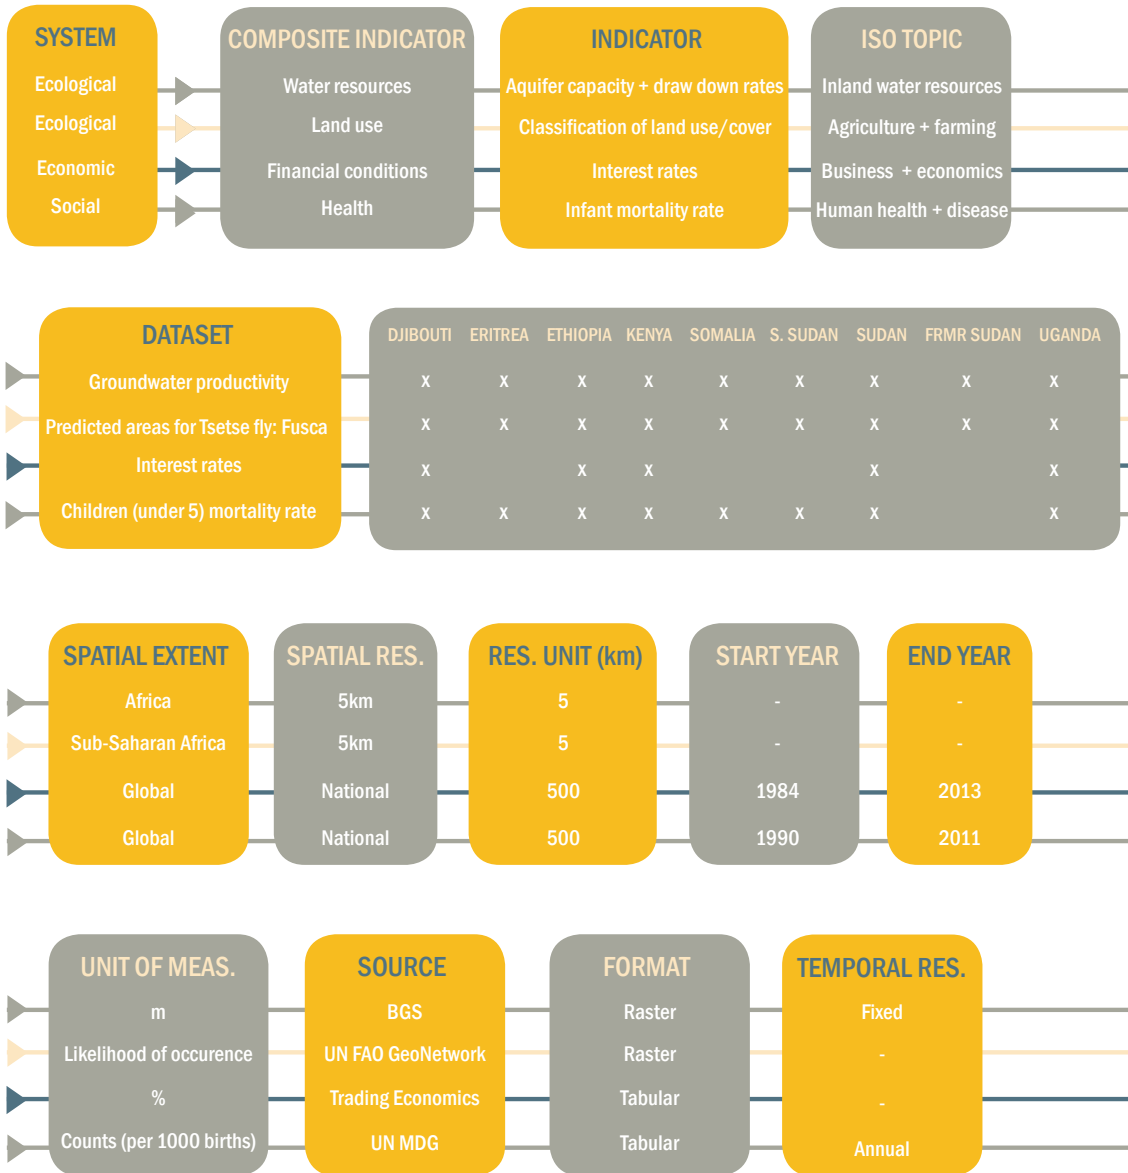 SYSTEM COMPOSITE INDICATOR INDICATOR ISO TOPIC
Ecological Water resources Aquifer capacity + draw down rates Inland water resources
Ecological Land use Classification of land use/cover Agriculture + farming
Economic Financial conditions Interest rates Business + economics
Social Health Infant mortality rate Human health + disease
DATASET DJIBOUTI ERITREA ETHIOPIA KENYA SOMALIA S. SUDAN SUDAN FRMR SUDAN UGANDA
Groundwater productivity x x x x x x x x x
Predicted areas for Tsetse fly: Fusca x x x x x x x x x
Interest rates x x x x x
Children (under 5) mortality rate x x x x x x x x
SPATIAL EXTENT SPATIAL RES. RES. UNIT (km) START YEAR END YEAR
Africa 5km 5 - -
Sub-Saharan Africa 5km 5 - -
Global National 500 1984 2013
Global National 500 1990 2011
UNIT OF MEAS. SOURCE FORMAT TEMPORAL RES.
m BGS Raster Fixed
Likelihood of occurence UN FAO GeoNetwork Raster -
% Trading Economics Tabular -
Counts (per 1000 births) UN MDG Tabular Annual